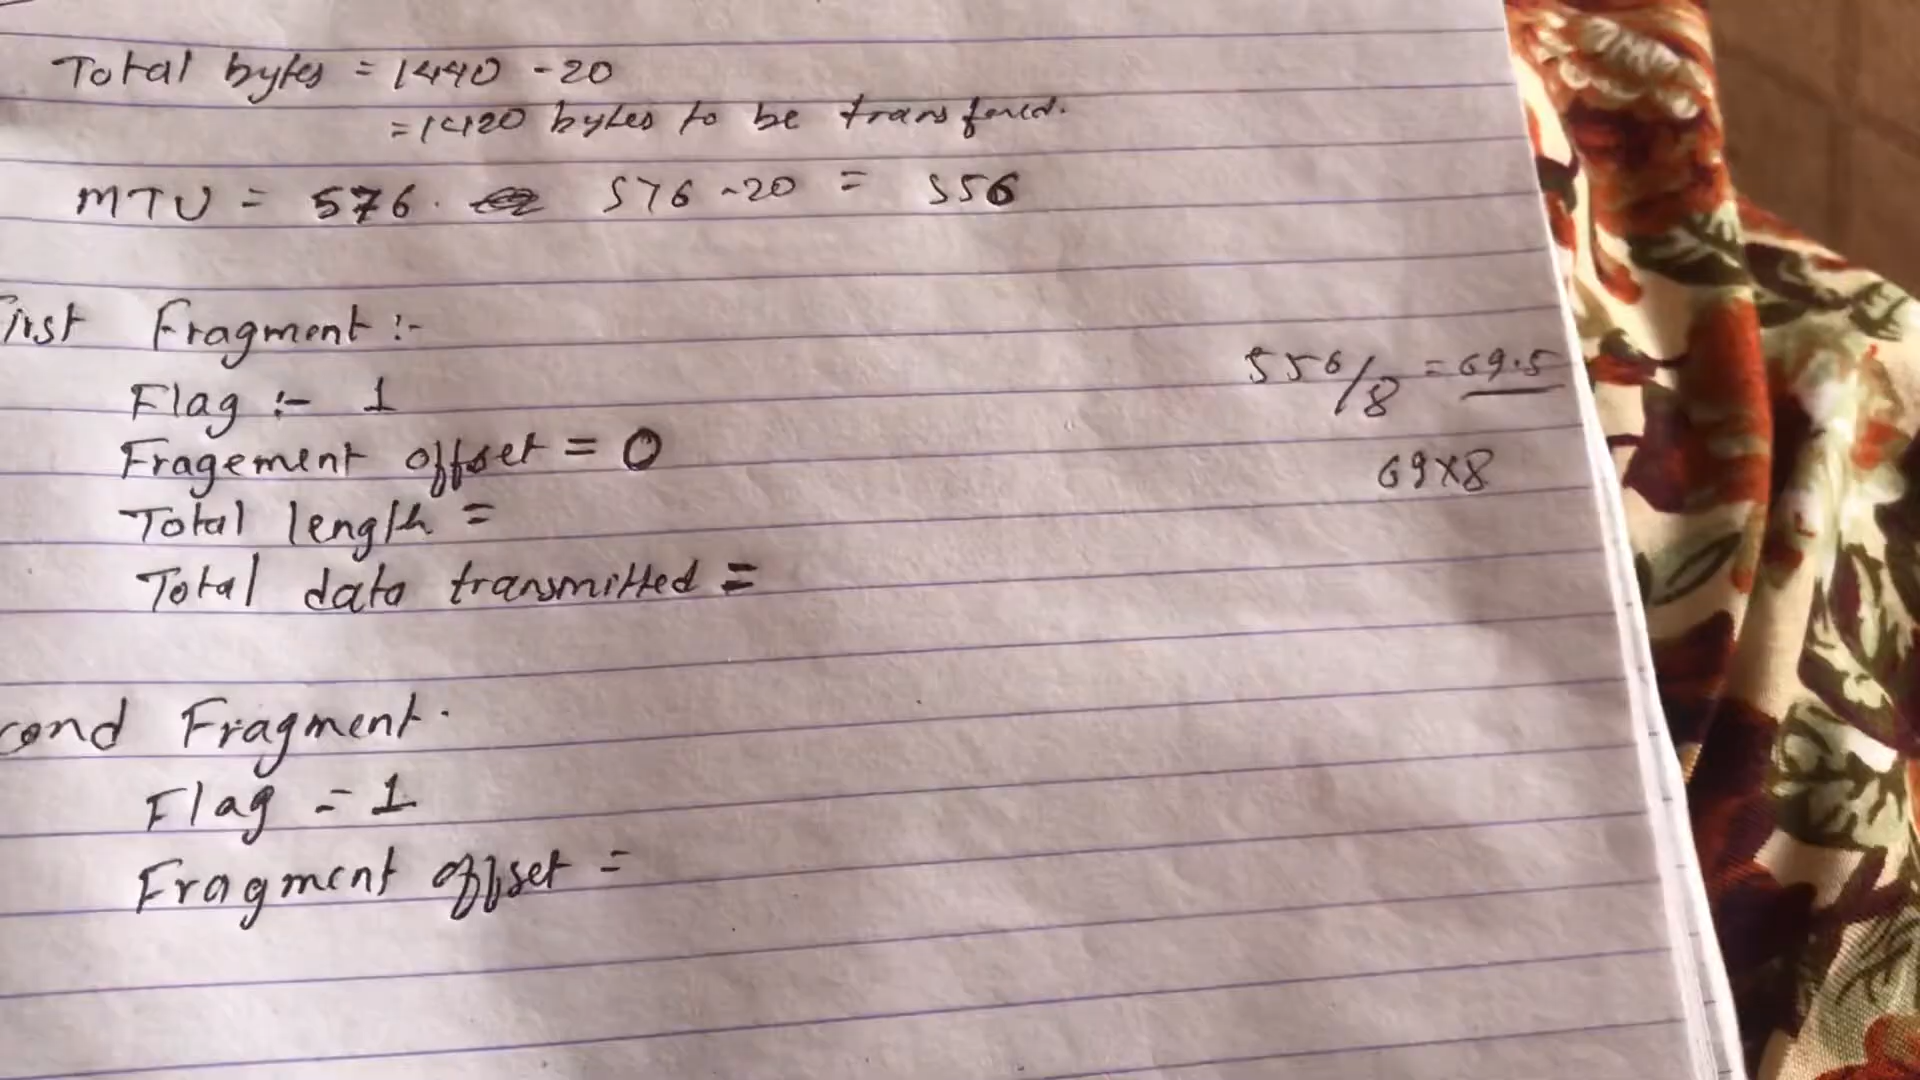 Total bytes = 1440 - 20
= 1420 bytes to be transfered.
MTU = 576. 576 - 20 = 556
First Fragment :-
Flag :- 1
Fragement offset = 0
Total length =
Total data transmitted =
556/8 = 69.5
69x8
cond Fragment.
Flag = 1
Fragment offset =